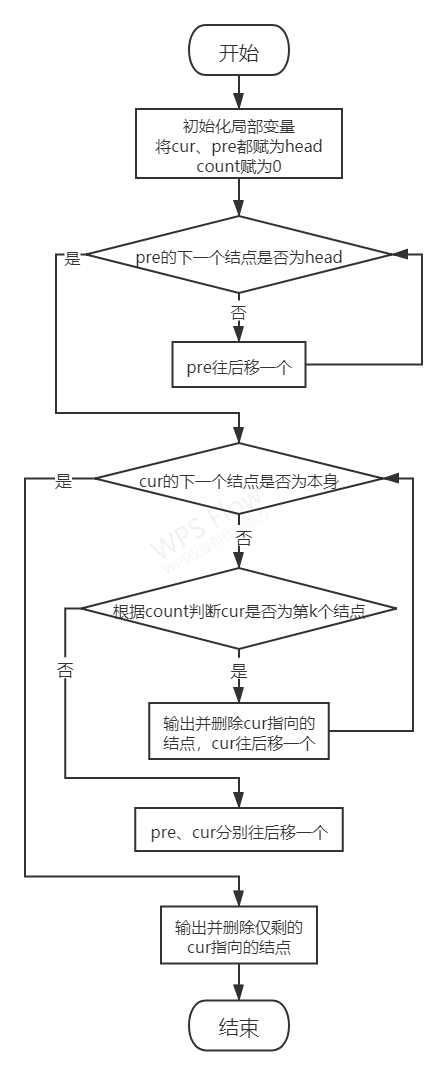 开始
初始化局部变量
将cur、pre都赋为head
count赋为0
是
pre的下一个结点是否为head
否
pre往后移一个
是
cur的下一个结点是否为本身
WPS Flow
否
根据count判断cur是否为第k个结点
否
是
输出并删除cur指向的
结点，cur往后移一个
pre、cur分别往后移一个
输出并删除仅剩的
cur指向的结点
结束